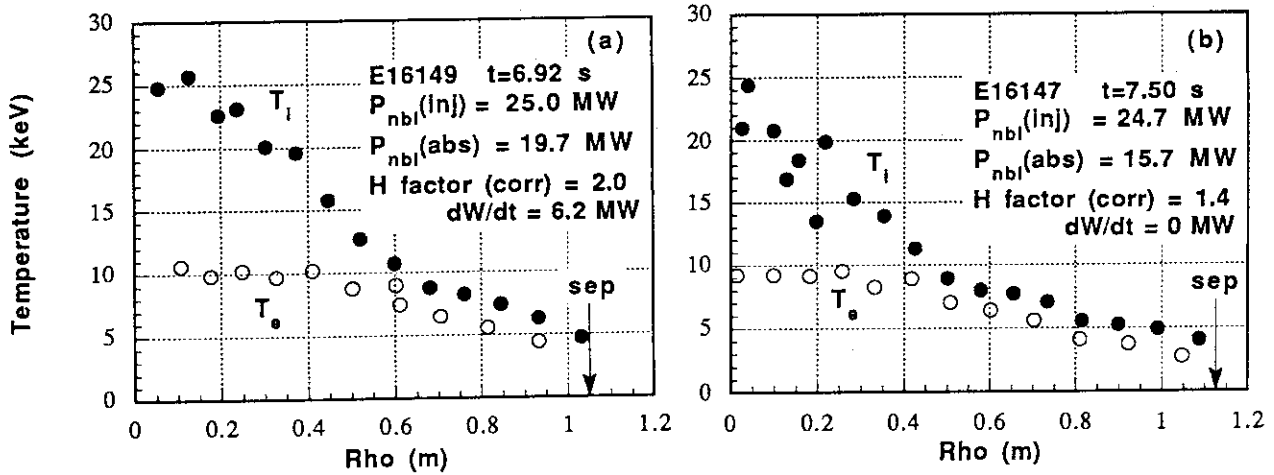 (a)
E16149 t=6.92 s
P_nbi(inj) = 25.0 MW
P_nbi(abs) = 19.7 MW
H factor (corr) = 2.0
dW/dt = 6.2 MW
T_i
T_e
sep
Temperature (keV)
30
25
20
15
10
5
0
0 0.2 0.4 0.6 0.8 1 1.2
Rho (m)
(b)
E16147 t=7.50 s
P_nbi(inj) = 24.7 MW
P_nbi(abs) = 15.7 MW
H factor (corr) = 1.4
dW/dt = 0 MW
T_i
T_e
sep
30
25
20
15
10
5
0
0 0.2 0.4 0.6 0.8 1 1.2
Rho (m)